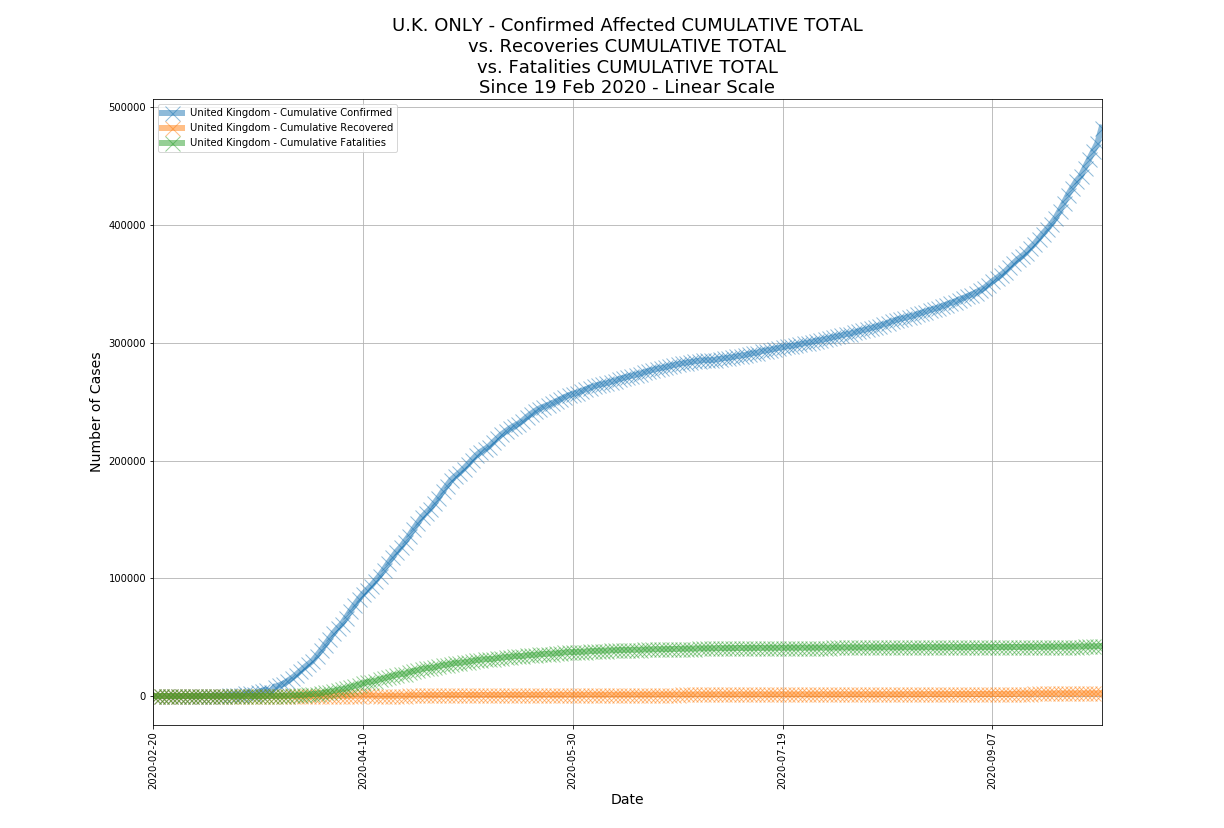 U.K. ONLY - Confirmed Affected CUMULATIVE TOTAL
vs. Recoveries CUMULATIVE TOTAL
vs. Fatalities CUMULATIVE TOTAL
Since 19 Feb 2020 - Linear Scale
United Kingdom - Cumulative Confirmed
United Kingdom - Cumulative Recovered
United Kingdom - Cumulative Fatalities
Number of Cases
500000
400000
300000
200000
100000
0
2020-02-20
2020-04-10
2020-05-30
2020-07-19
2020-09-07
Date